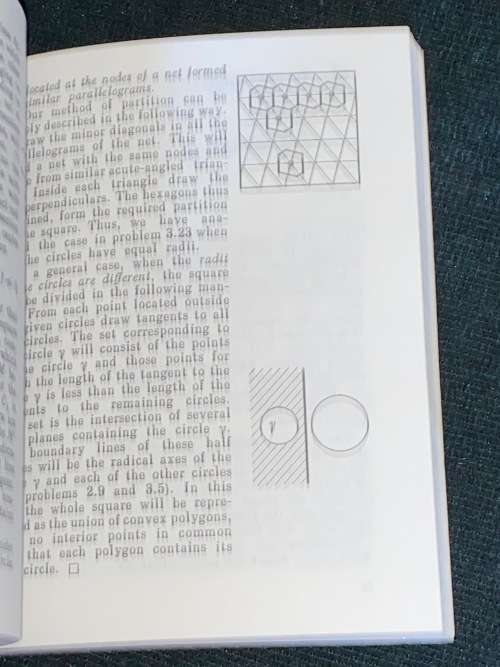 located at the nodes of a net formed
similar parallelograms.
our method of partition can be
described in the following way.
draw the minor diagonals in all the
parallelograms of the net. This will
a net with the same nodes and
from similar acute-angled trian-
Inside each triangle draw the
perpendiculars. The hexagons thus
ined, form the required partition
he square. Thus, we have ana-
the case in problem 3.23 when
the circles have equal radii.
a general case, when the radii
e circles are different, the square
be divided in the following man-
From each point located outside
given circles draw tangents to all
circles. The set corresponding to
circle γ will consist of the points
he circle γ and those points for
h the length of the tangent to the
e γ is less than the length of the
ents to the remaining circles.
set is the intersection of several
planes containing the circle γ.
boundary lines of these half
es will be the radical axes of the
γ and each of the other circles
problems 2.9 and 3.5). In this
the whole square will be repre-
d as the union of convex polygons,
no interior points in common
that each polygon contains its
circle. □
γ